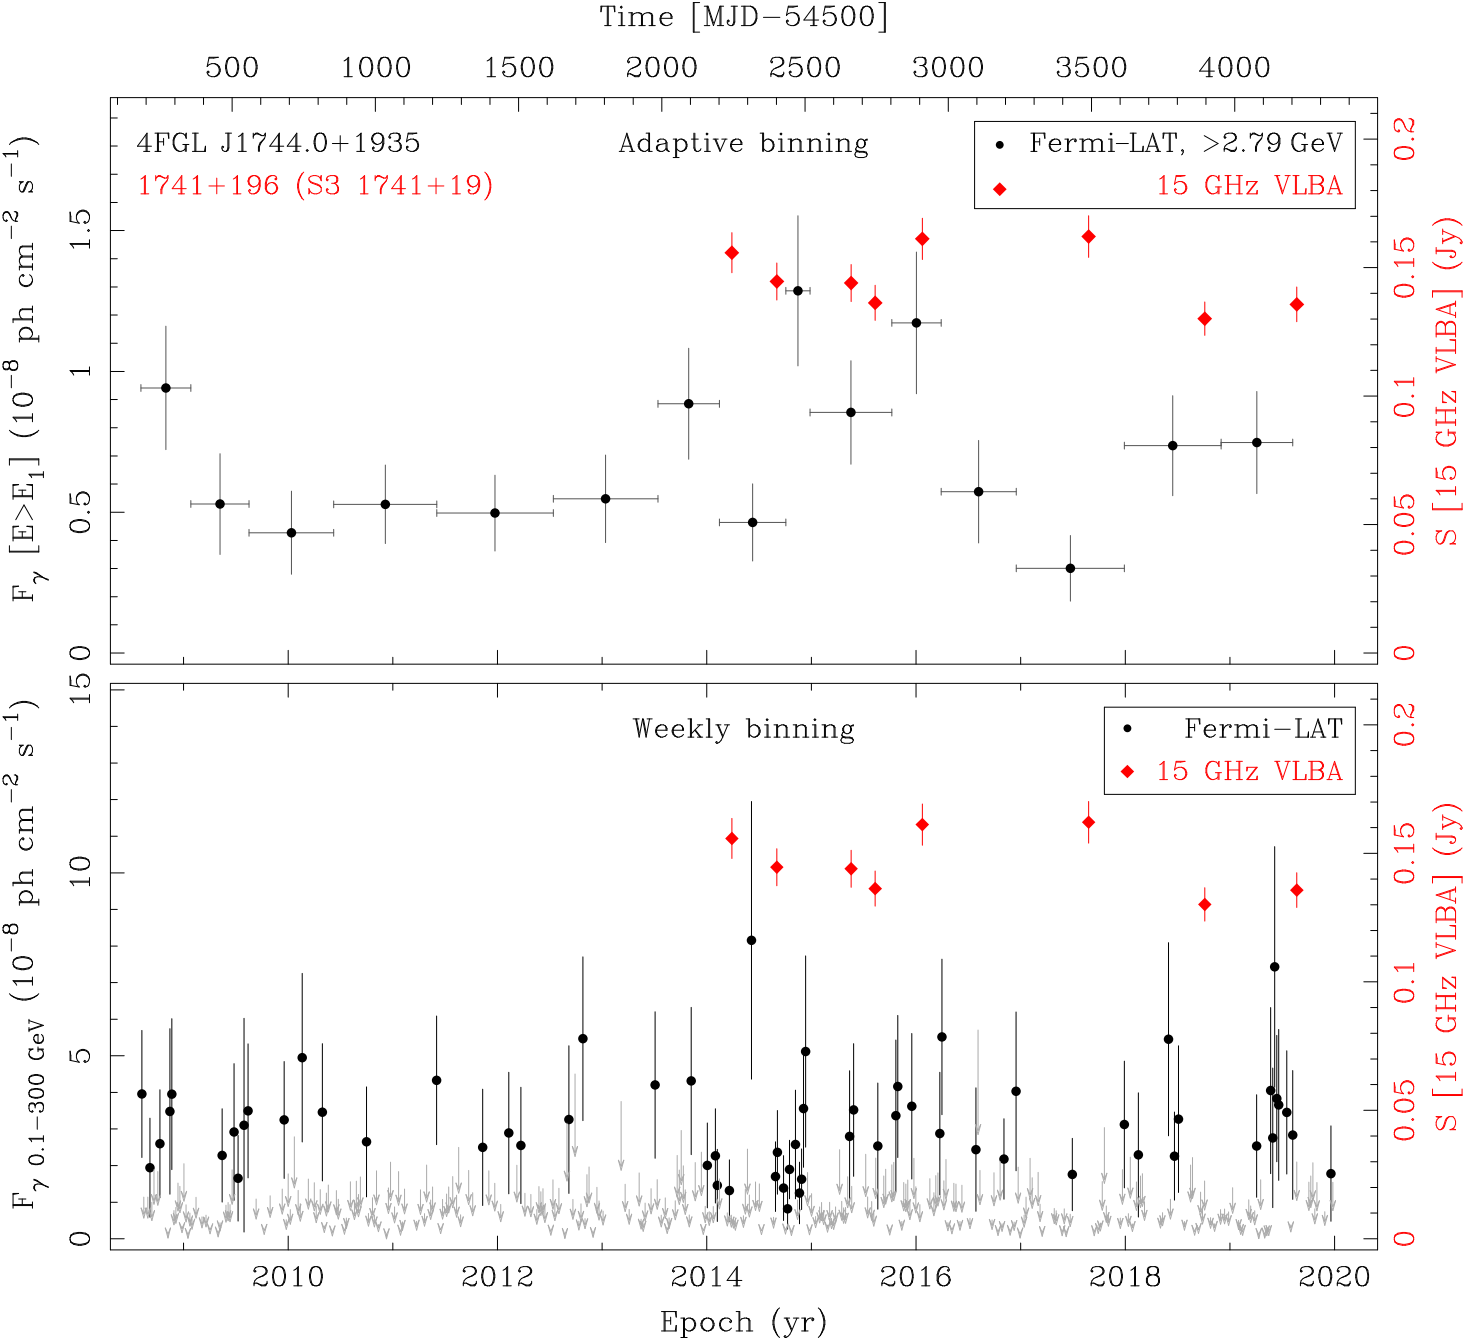 Time [MJD−54500]
500 1000 1500 2000 2500 3000 3500 4000
4FGL J1744.0+1935
1741+196 (S3 1741+19)
Adaptive binning
Fermi−LAT, >2.79 GeV
15 GHz VLBA
0 0.5 1 1.5
Fγ [E>E1] (10−8 ph cm−2 s−1)
0 0.05 0.1 0.15 0.2
S [15 GHz VLBA] (Jy)
Weekly binning
Fermi−LAT
15 GHz VLBA
0 5 10 15
Fγ 0.1−300 GeV (10−8 ph cm−2 s−1)
0 0.05 0.1 0.15 0.2
S [15 GHz VLBA] (Jy)
2010 2012 2014 2016 2018 2020
Epoch (yr)